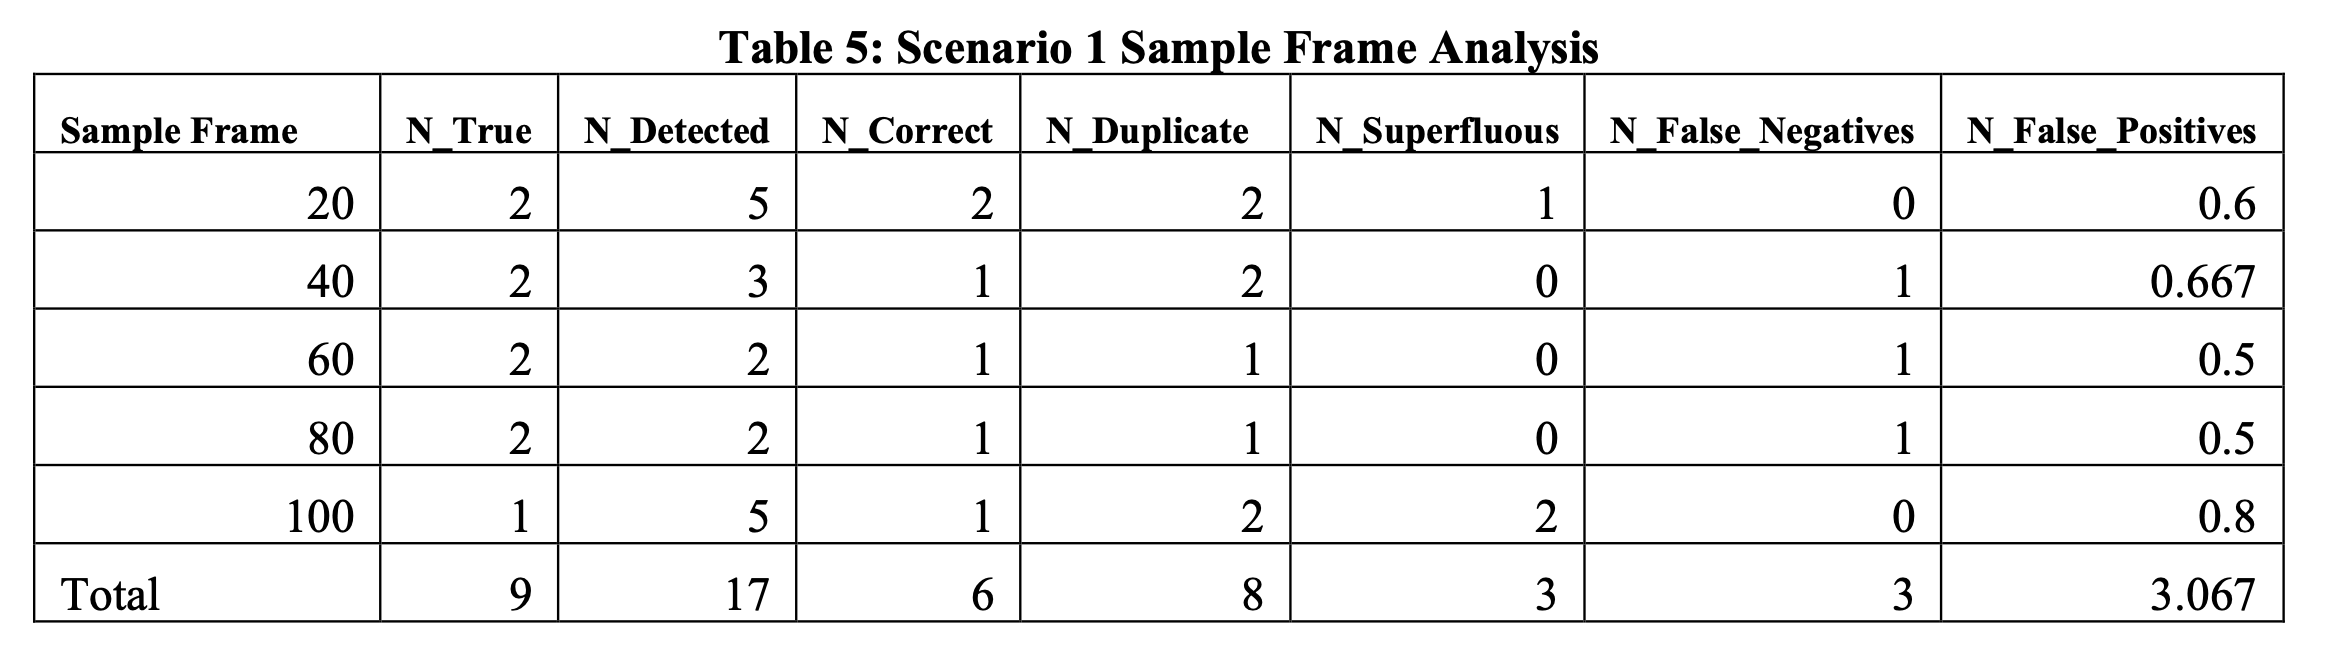 Table 5: Scenario 1 Sample Frame Analysis
Sample Frame N_True N_Detected N_Correct N_Duplicate N_Superfluous N_False_Negatives N_False_Positives
20 2 5 2 2 1 0 0.6
40 2 3 1 2 0 1 0.667
60 2 2 1 1 0 1 0.5
80 2 2 1 1 0 1 0.5
100 1 5 1 2 2 0 0.8
Total 9 17 6 8 3 3 3.067